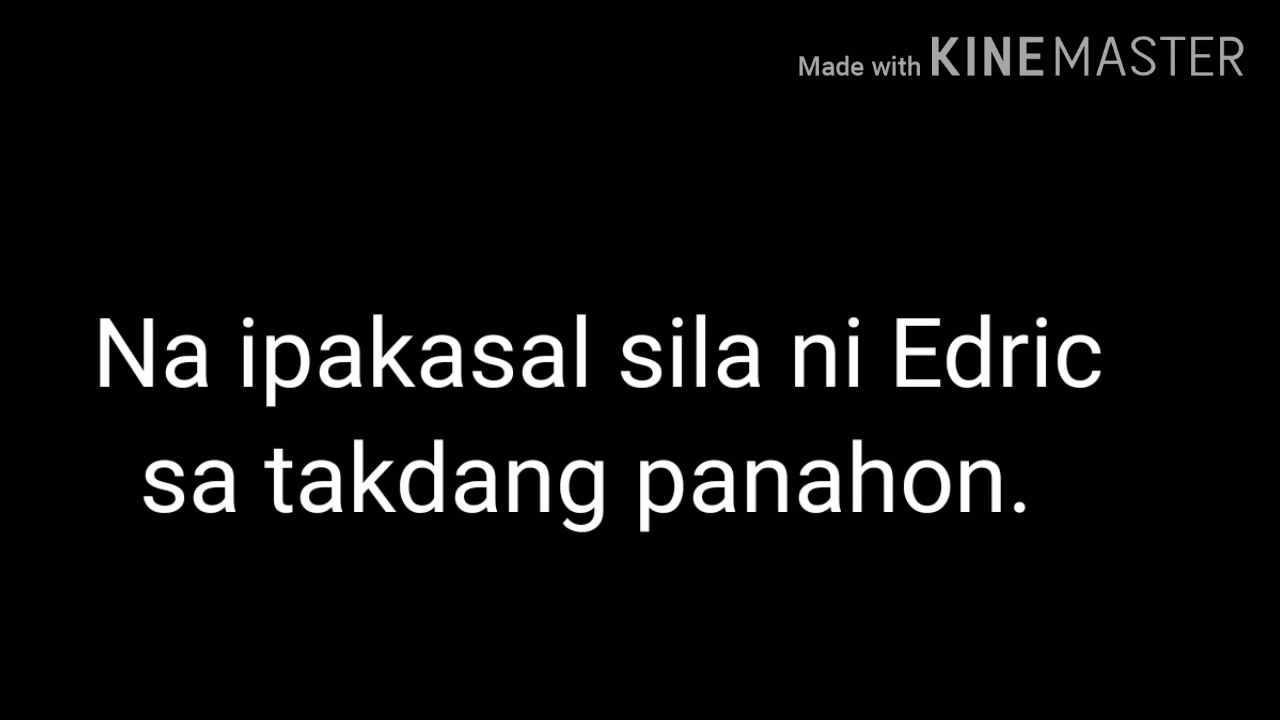 Made with KINEMASTER
Na ipakasal sila ni Edric
sa takdang panahon.